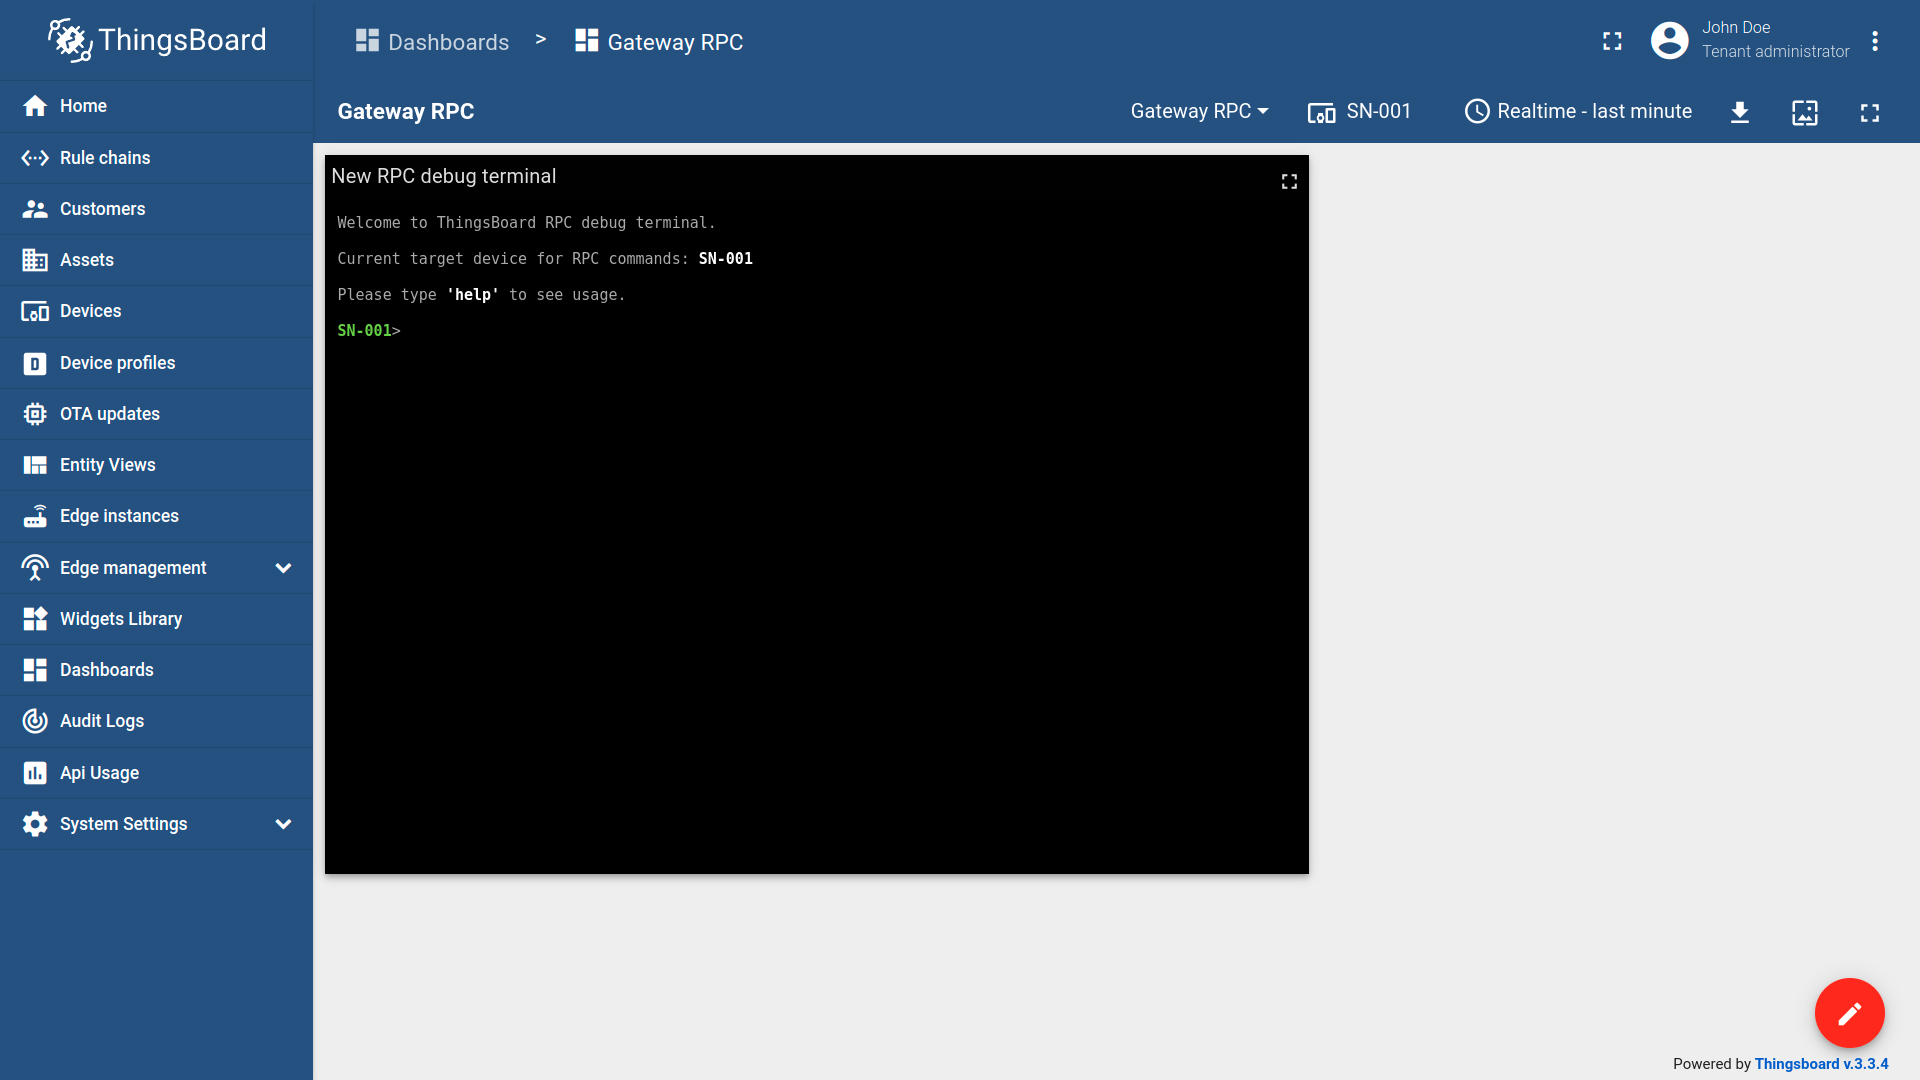 ThingsBoard
Dashboards > Gateway RPC
John Doe
Tenant administrator
Home
Rule chains
Customers
Assets
Devices
D Device profiles
OTA updates
Entity Views
Edge instances
Edge management
Widgets Library
Dashboards
Audit Logs
Api Usage
System Settings
Gateway RPC
Gateway RPC
SN-001
Realtime - last minute
New RPC debug terminal
Welcome to ThingsBoard RPC debug terminal.
Current target device for RPC commands: SN-001
Please type 'help' to see usage.
SN-001>
Powered by Thingsboard v.3.3.4